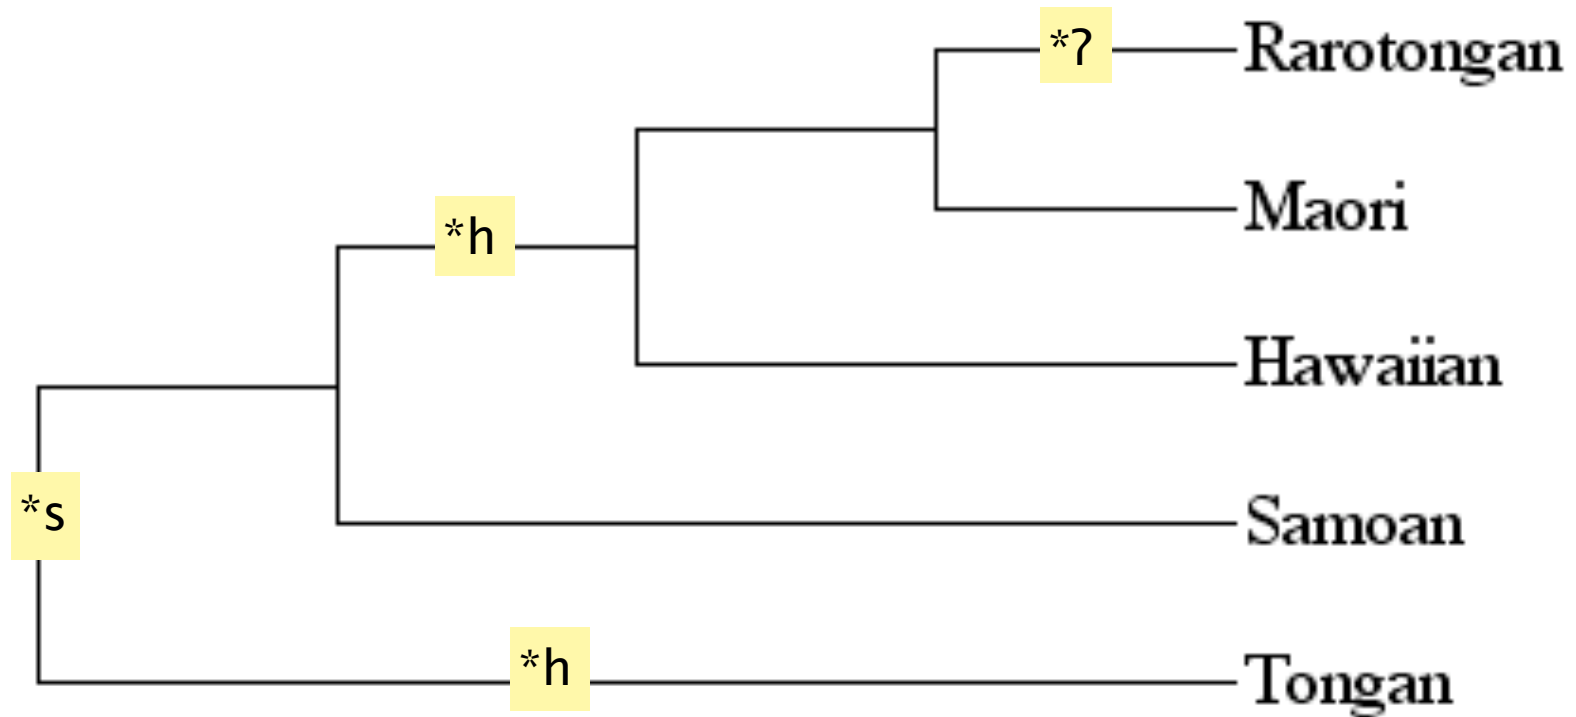 *ʔ
Rarotongan
Maori
*h
Hawaiian
*s
Samoan
*h
Tongan